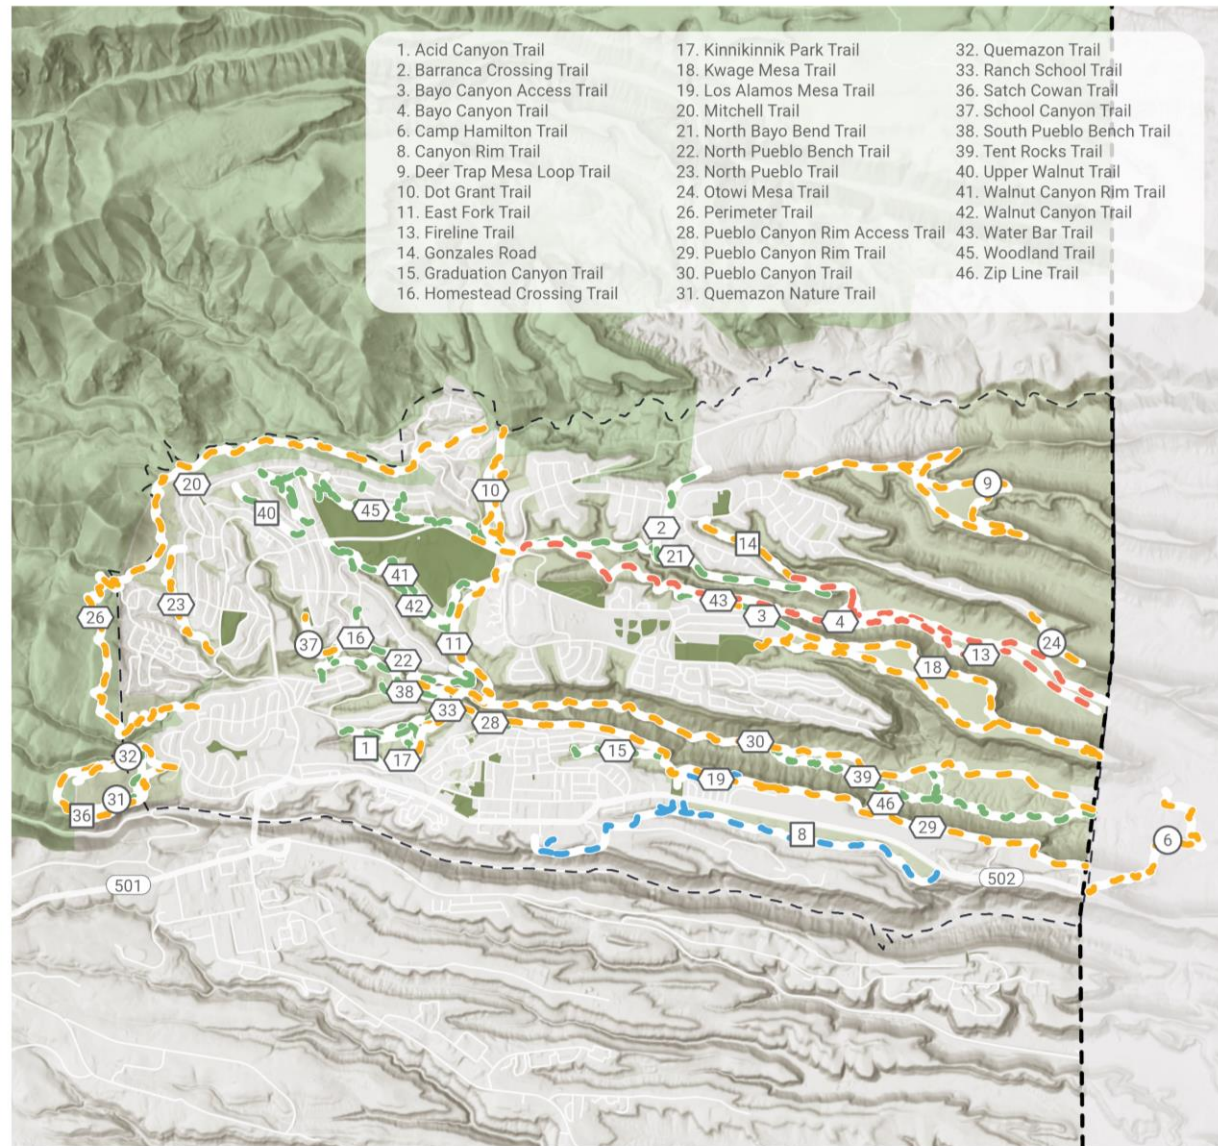 1. Acid Canyon Trail
2. Barranca Crossing Trail
3. Bayo Canyon Access Trail
4. Bayo Canyon Trail
6. Camp Hamilton Trail
8. Canyon Rim Trail
9. Deer Trap Mesa Loop Trail
10. Dot Grant Trail
11. East Fork Trail
13. Fireline Trail
14. Gonzales Road
15. Graduation Canyon Trail
16. Homestead Crossing Trail
17. Kinnikinnik Park Trail
18. Kwage Mesa Trail
19. Los Alamos Mesa Trail
20. Mitchell Trail
21. North Bayo Bend Trail
22. North Pueblo Bench Trail
23. North Pueblo Trail
24. Otowi Mesa Trail
26. Perimeter Trail
28. Pueblo Canyon Rim Access Trail
29. Pueblo Canyon Rim Trail
30. Pueblo Canyon Trail
31. Quemazon Nature Trail
32. Quemazon Trail
33. Ranch School Trail
36. Satch Cowan Trail
37. School Canyon Trail
38. South Pueblo Bench Trail
39. Tent Rocks Trail
40. Upper Walnut Trail
41. Walnut Canyon Rim Trail
42. Walnut Canyon Trail
43. Water Bar Trail
45. Woodland Trail
46. Zip Line Trail
20
10
9
40
45
2
14
21
41
26
23
42
43
3
4
16
11
37
24
13
22
18
38
33
28
30
1
17
15
32
39
19
31
46
36
29
8
6
501
502